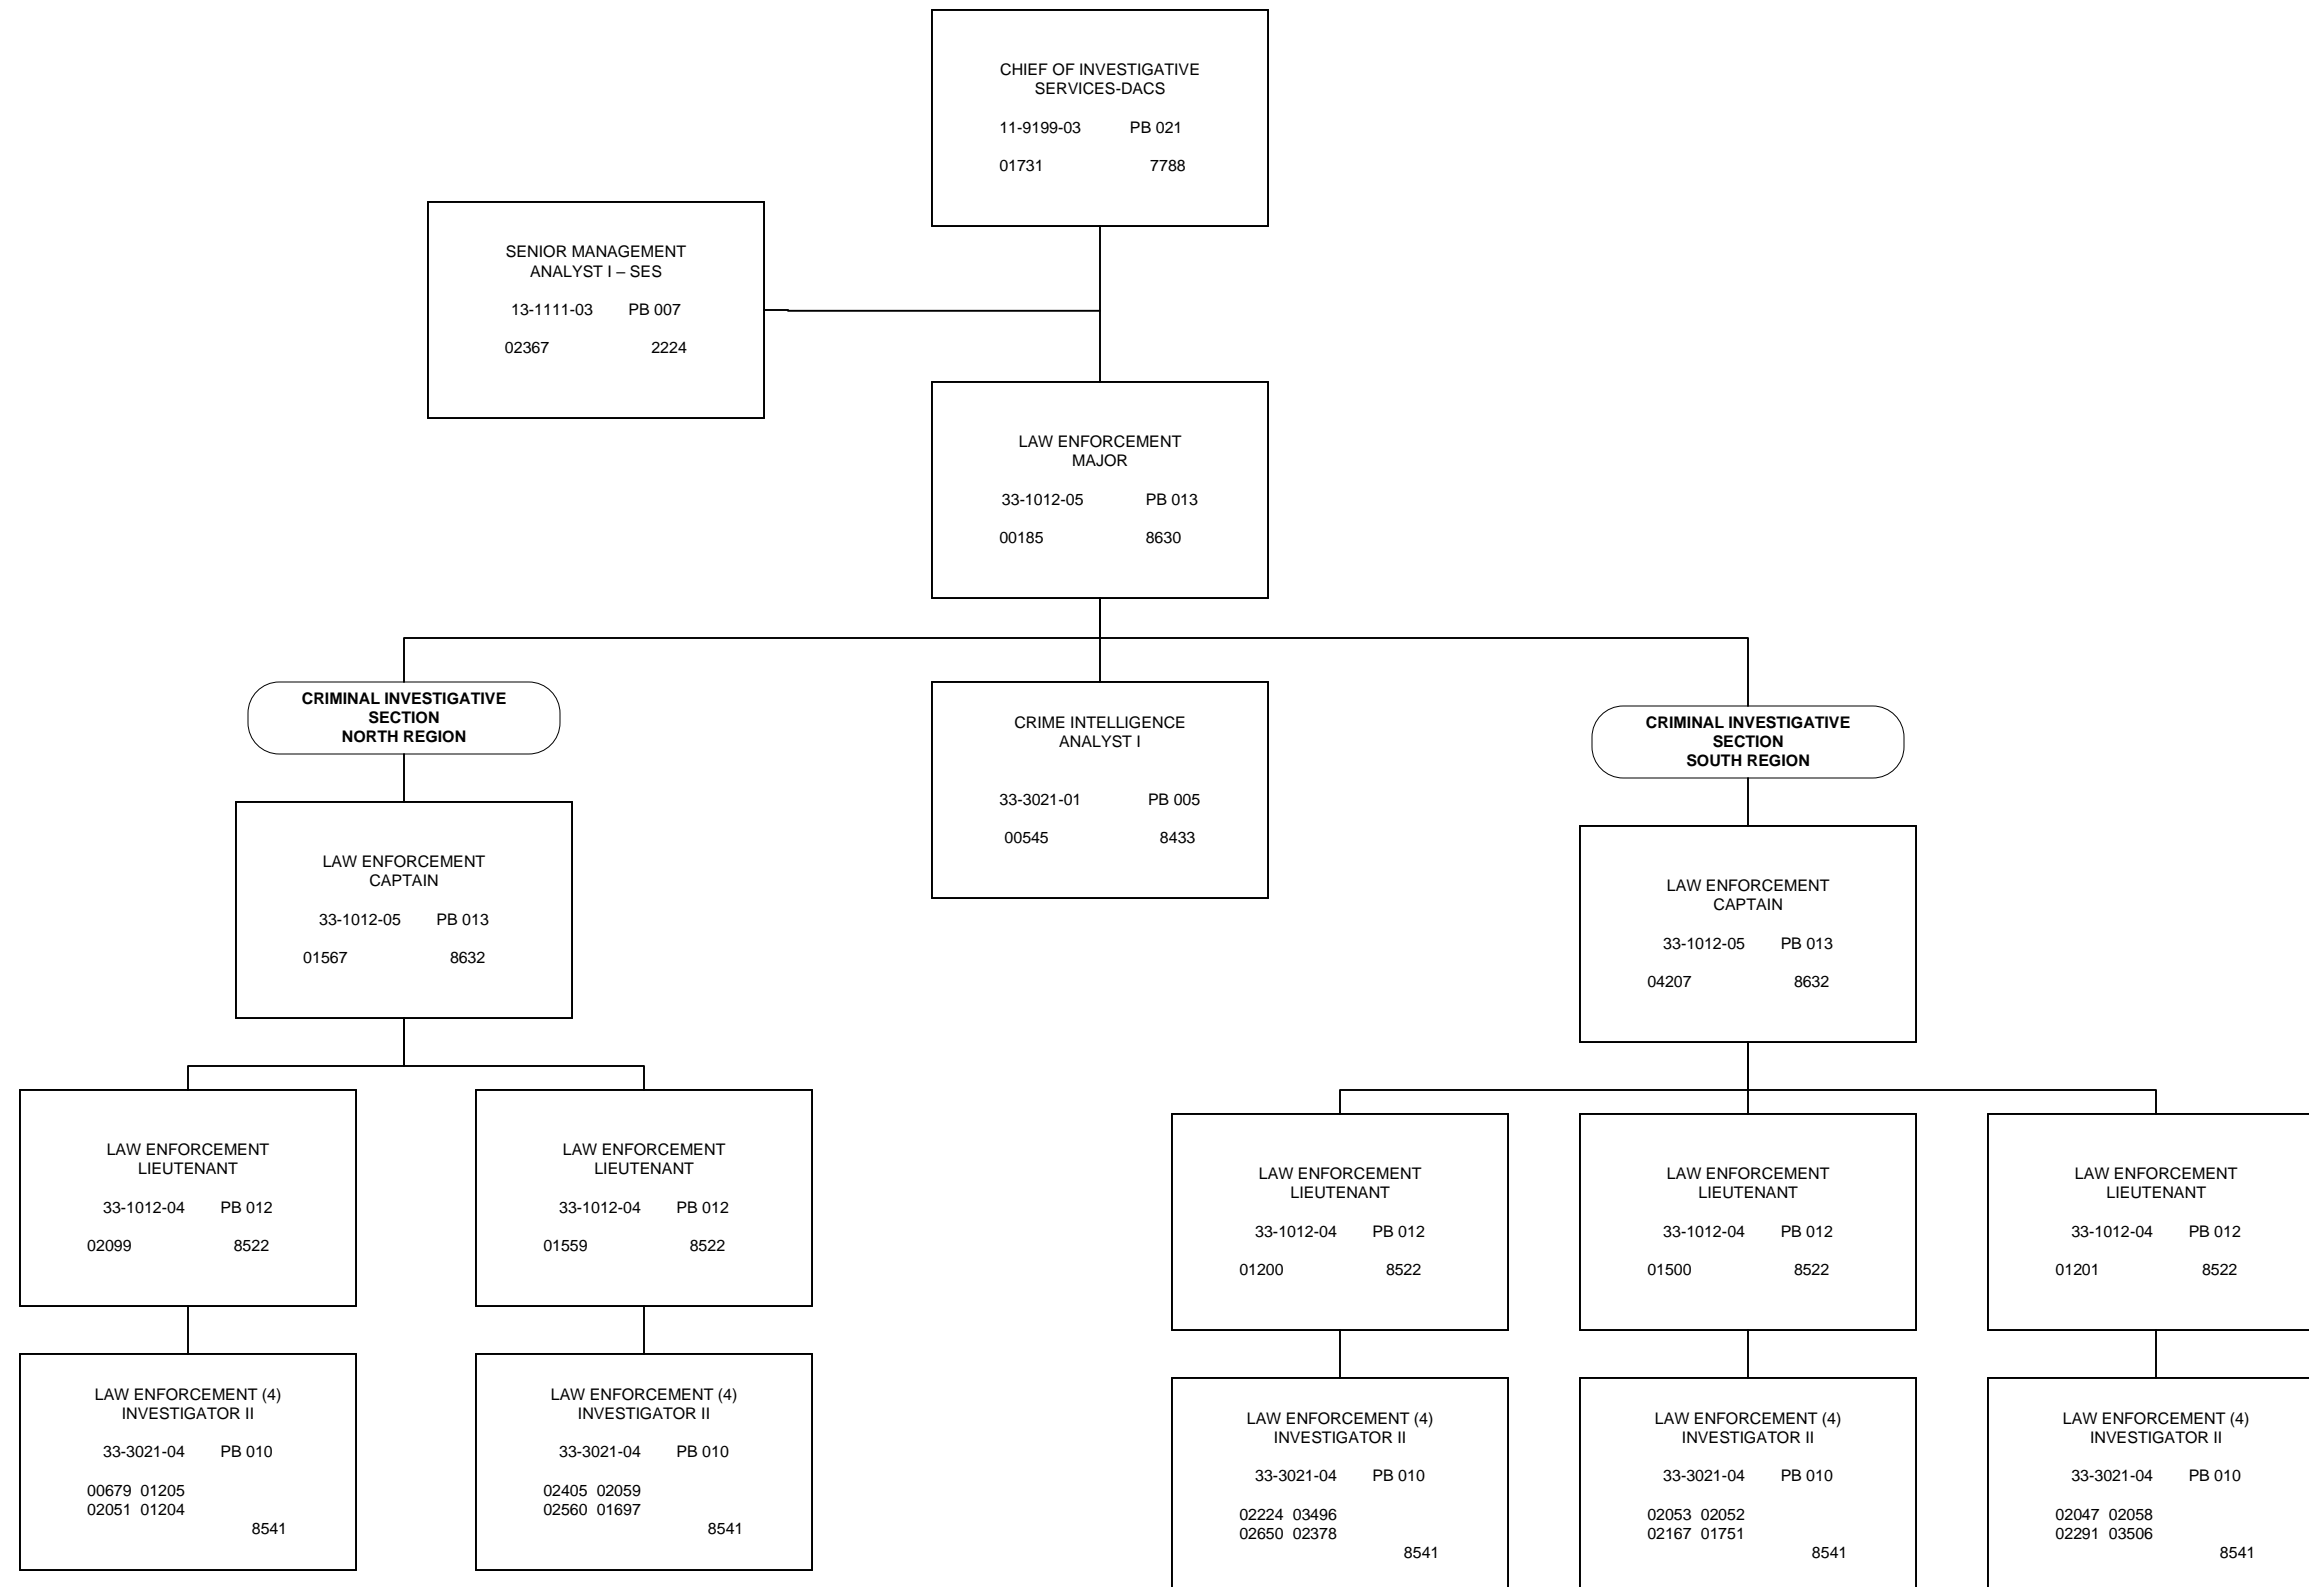 CHIEF OF INVESTIGATIVE
SERVICES-DACS
11-9199-03 PB 021
01731 7788
SENIOR MANAGEMENT
ANALYST I – SES
13-1111-03 PB 007
02367 2224
LAW ENFORCEMENT
MAJOR
33-1012-05 PB 013
00185 8630
CRIMINAL INVESTIGATIVE
SECTION
NORTH REGION
CRIME INTELLIGENCE
ANALYST I
33-3021-01 PB 005
00545 8433
CRIMINAL INVESTIGATIVE
SECTION
SOUTH REGION
LAW ENFORCEMENT
CAPTAIN
33-1012-05 PB 013
01567 8632
LAW ENFORCEMENT
CAPTAIN
33-1012-05 PB 013
04207 8632
LAW ENFORCEMENT
LIEUTENANT
33-1012-04 PB 012
02099 8522
LAW ENFORCEMENT
LIEUTENANT
33-1012-04 PB 012
01559 8522
LAW ENFORCEMENT
LIEUTENANT
33-1012-04 PB 012
01200 8522
LAW ENFORCEMENT
LIEUTENANT
33-1012-04 PB 012
01500 8522
LAW ENFORCEMENT
LIEUTENANT
33-1012-04 PB 012
01201 8522
LAW ENFORCEMENT (4)
INVESTIGATOR II
33-3021-04 PB 010
00679 01205
02051 01204
8541
LAW ENFORCEMENT (4)
INVESTIGATOR II
33-3021-04 PB 010
02405 02059
02560 01697
8541
LAW ENFORCEMENT (4)
INVESTIGATOR II
33-3021-04 PB 010
02224 03496
02650 02378
8541
LAW ENFORCEMENT (4)
INVESTIGATOR II
33-3021-04 PB 010
02053 02052
02167 01751
8541
LAW ENFORCEMENT (4)
INVESTIGATOR II
33-3021-04 PB 010
02047 02058
02291 03506
8541